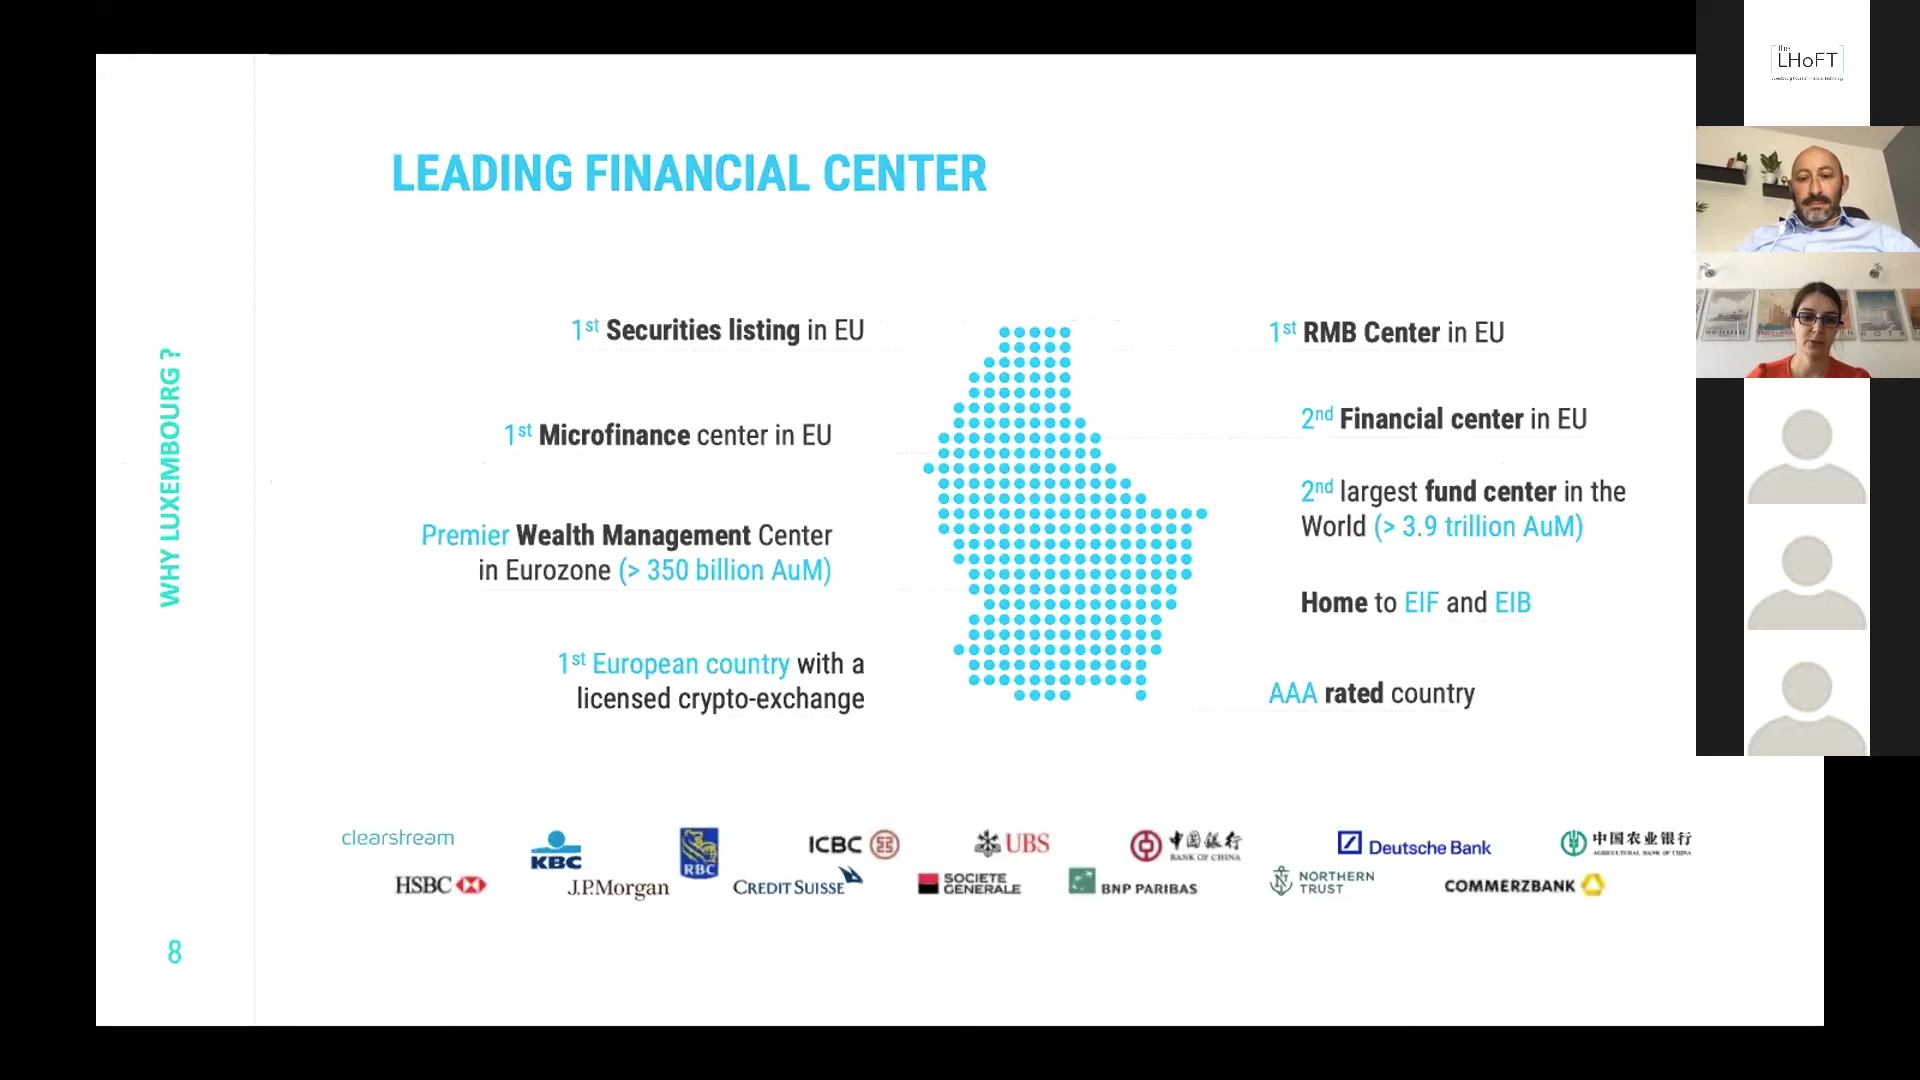 the
LHoFT
LEADING FINANCIAL CENTER
WHY LUXEMBOURG ?
1st Securities listing in EU
1st Microfinance center in EU
Premier Wealth Management Center
in Eurozone (> 350 billion AuM)
1st European country with a
licensed crypto-exchange
1st RMB Center in EU
2nd Financial center in EU
2nd largest fund center in the
World (> 3.9 trillion AuM)
Home to EIF and EIB
AAA rated country
clearstream
KBC
RBC
ICBC
UBS
中国银行
BANK OF CHINA
Deutsche Bank
中国农业银行
AGRICULTURAL BANK OF CHINA
HSBC
J.P.Morgan
CREDIT SUISSE
SOCIETE
GENERALE
BNP PARIBAS
NORTHERN
TRUST
COMMERZBANK
8